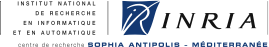 INSTITUT NATIONAL
DE RECHERCHE
EN INFORMATIQUE
ET EN AUTOMATIQUE
INRIA
centre de recherche SOPHIA ANTIPOLIS - MÉDITERRANÉE